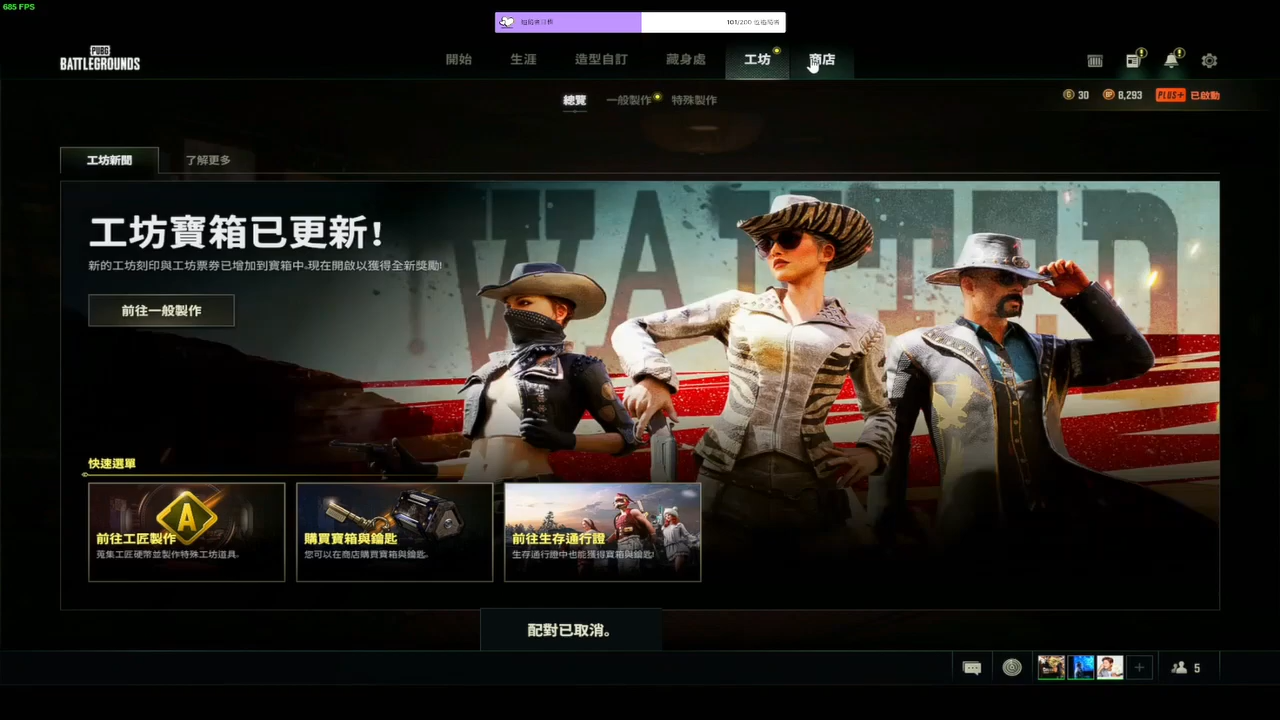 685 FPS
101/200
PUBG
BATTLEGROUNDS
開始 生涯 造型自訂 藏身處 工坊 商店
總覽 一般製作 特殊製作
G 30 BP 8,293 PLUS+ 已啟動
工坊新聞 了解更多
WANTED
工坊寶箱已更新!
新的工坊刻印與工坊票券已增加到寶箱中。現在開啟以獲得全新獎勵!
前往一般製作
快速選單
A
前往工匠製作
蒐集工匠硬幣並製作特殊工坊道具。
購買寶箱與鑰匙
您可以在商店購買寶箱與鑰匙。
前往生存通行證
生存通行證中也能獲得寶箱與鑰匙!
配對已取消。
5